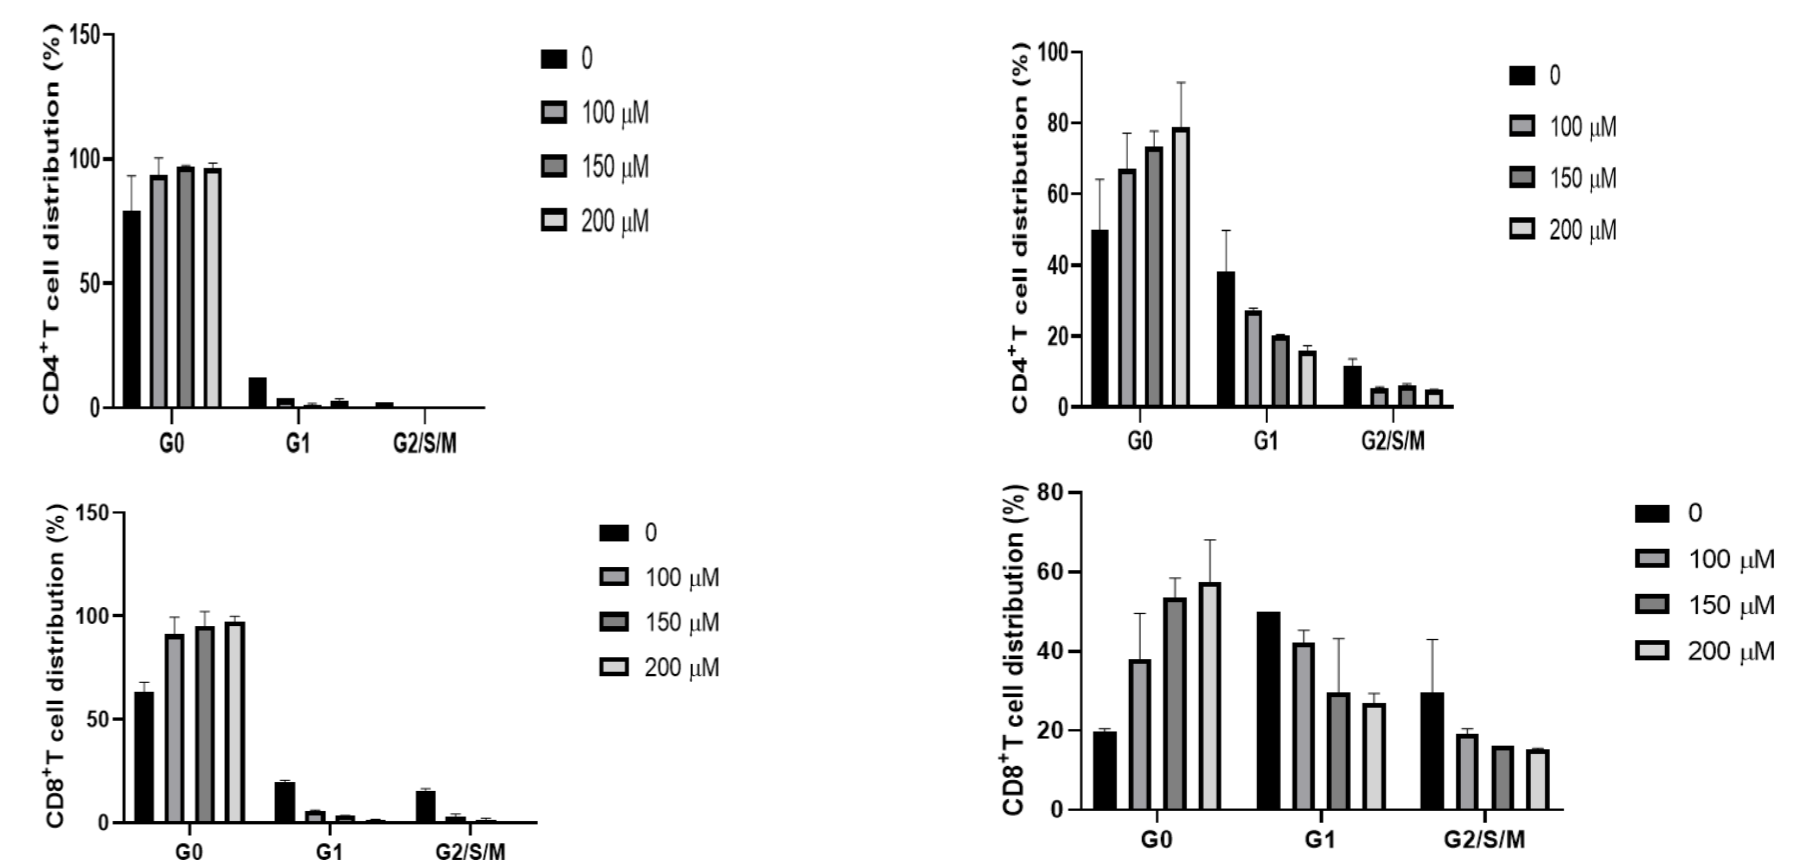 CD4⁺T cell distribution (%)
150
100
50
0
G0 G1 G2/S/M
0
100 μM
150 μM
200 μM
CD4⁺T cell distribution (%)
100
80
60
40
20
0
G0 G1 G2/S/M
0
100 μM
150 μM
200 μM
CD8⁺T cell distribution (%)
150
100
50
0
G0 G1 G2/S/M
0
100 μM
150 μM
200 μM
CD8⁺T cell distribution (%)
80
60
40
20
0
G0 G1 G2/S/M
0
100 μM
150 μM
200 μM